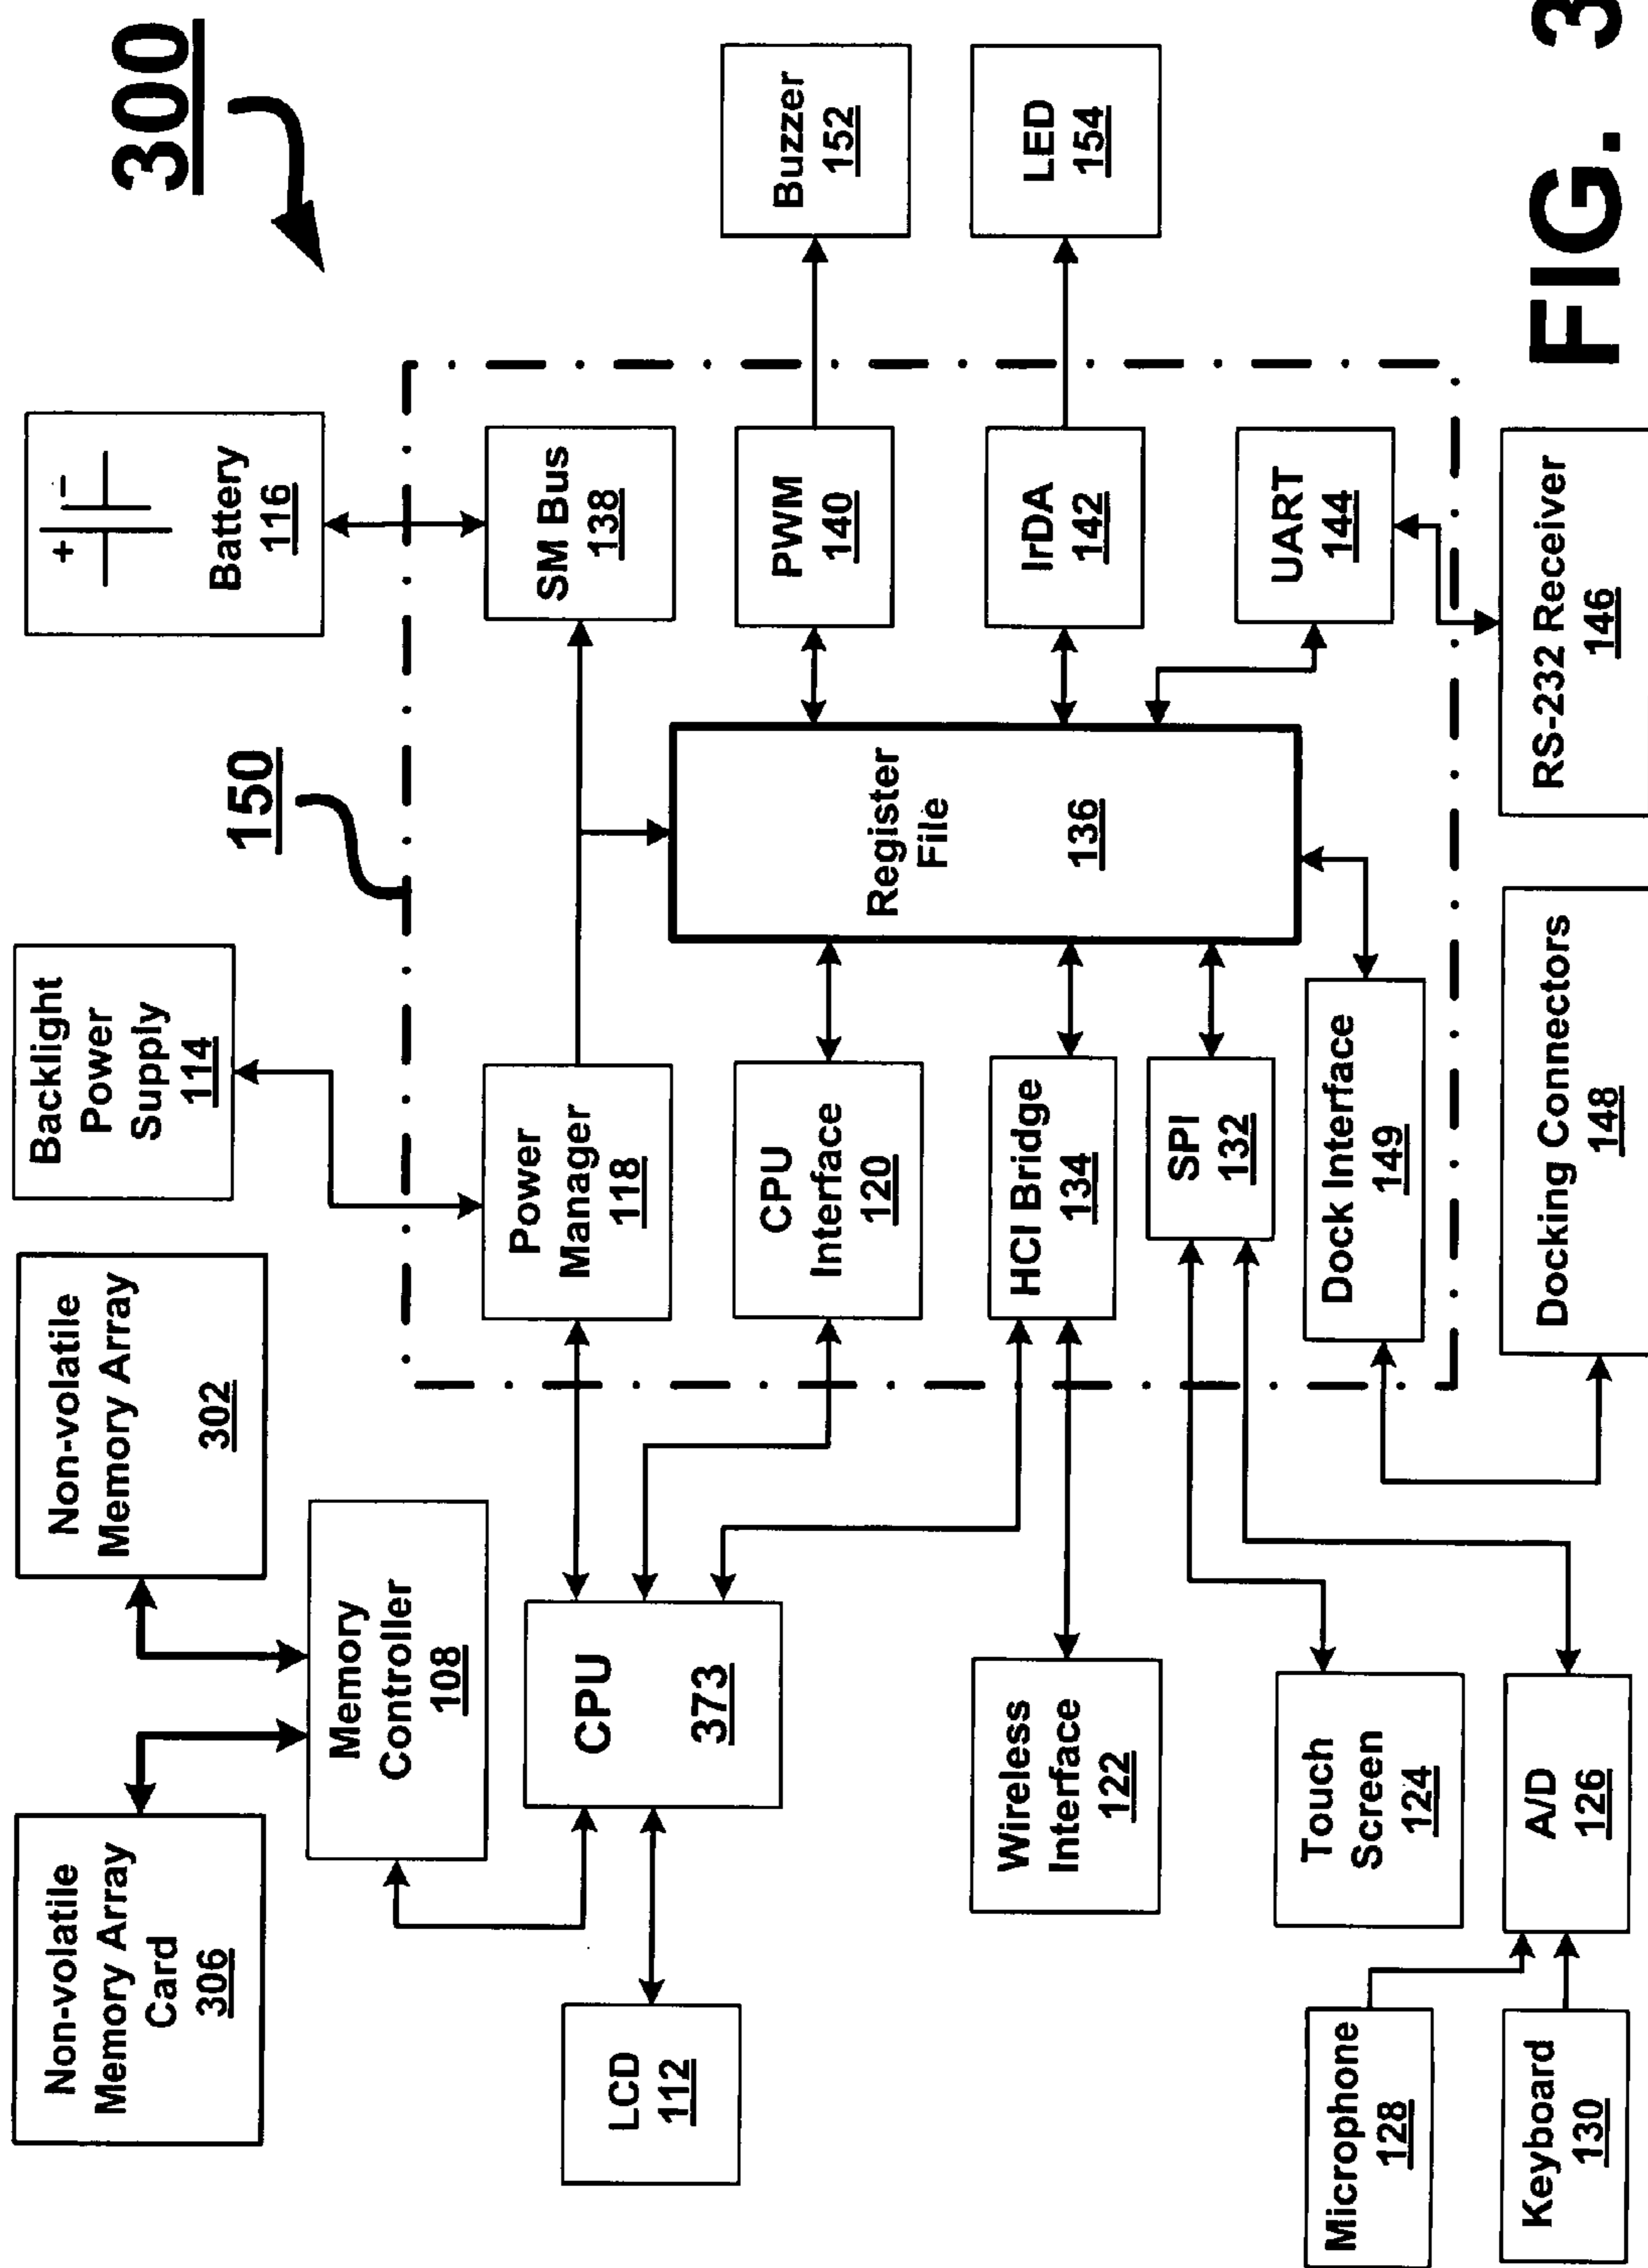 300
Non-volatile
Memory Array
Card
306
Non-volatile
Memory Array
302
Backlight
Power
Supply
114
+ −
Battery
116
150
Memory
Controller
108
LCD
112
CPU
373
Power
Manager
118
SM Bus
138
CPU
Interface
120
Register
File
136
PWM
140
Buzzer
152
Wireless
Interface
122
HCI Bridge
134
IrDA
142
LED
154
SPI
132
Touch
Screen
124
Dock Interface
149
UART
144
Microphone
128
Keyboard
130
A/D
126
Docking Connectors
148
RS-232 Receiver
146
FIG. 3